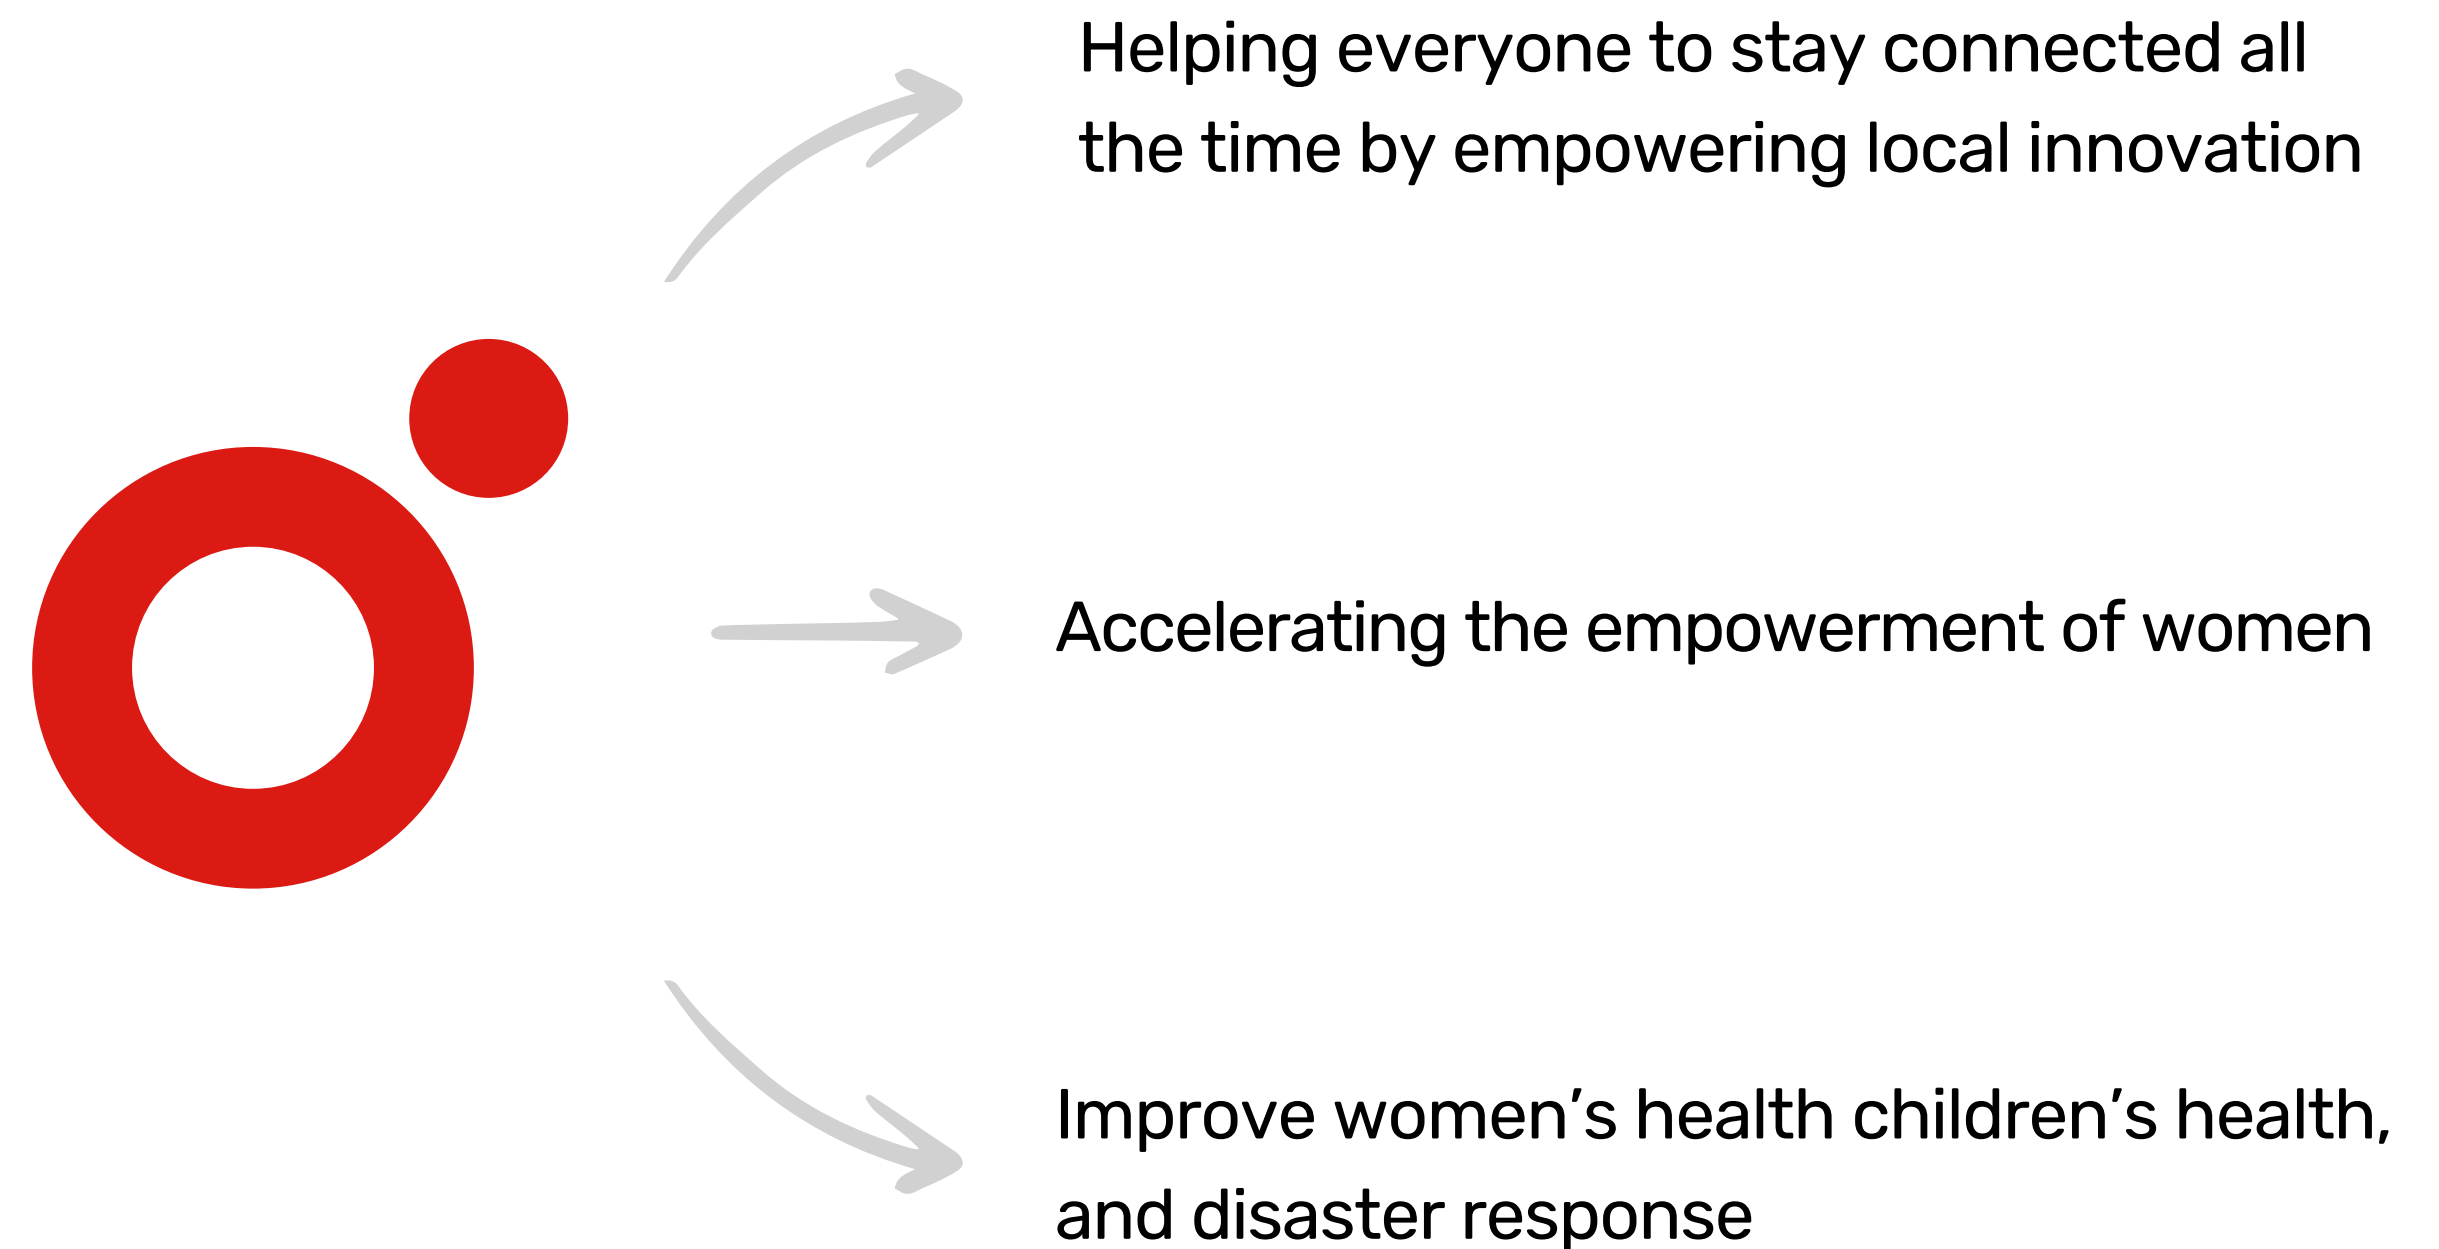 Helping everyone to stay connected all
the time by empowering local innovation
Accelerating the empowerment of women
Improve women’s health children’s health,
and disaster response